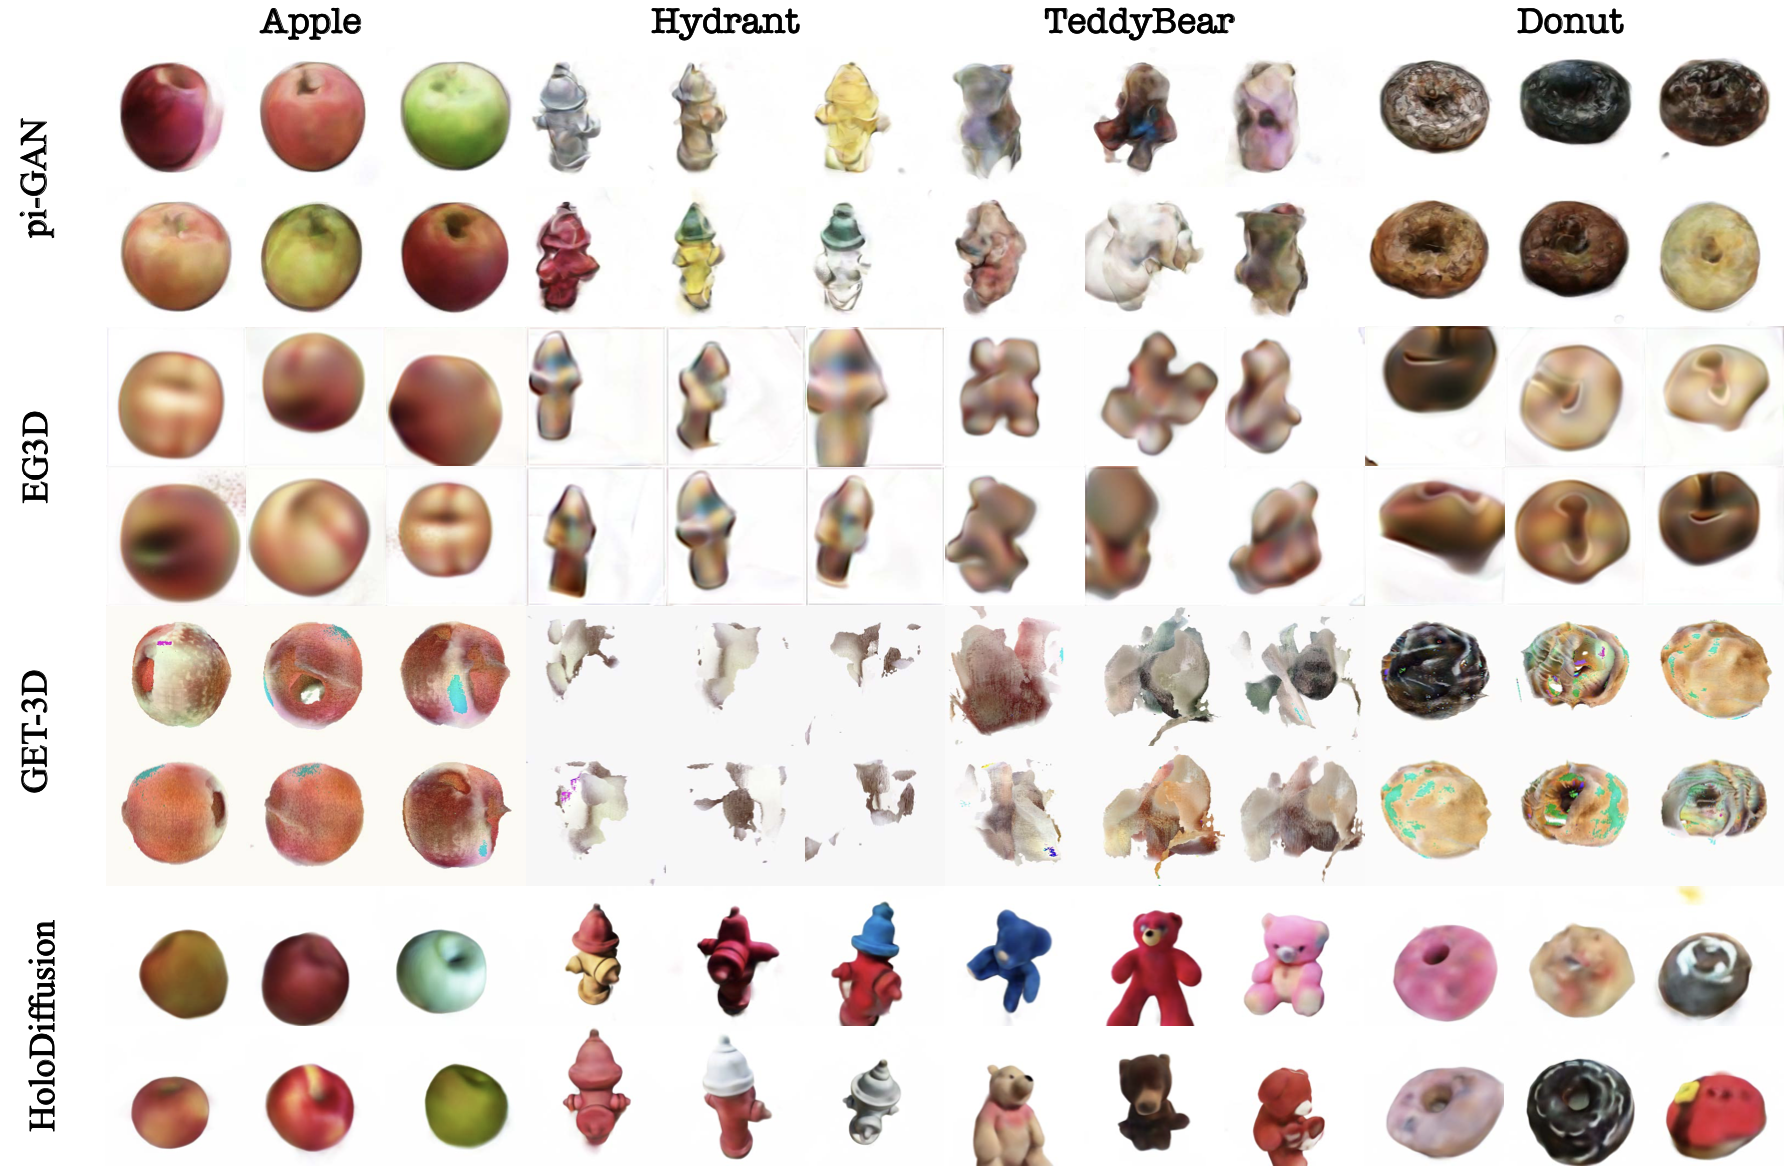 Apple Hydrant TeddyBear Donut
pi-GAN
EG3D
GET-3D
HoloDiffusion